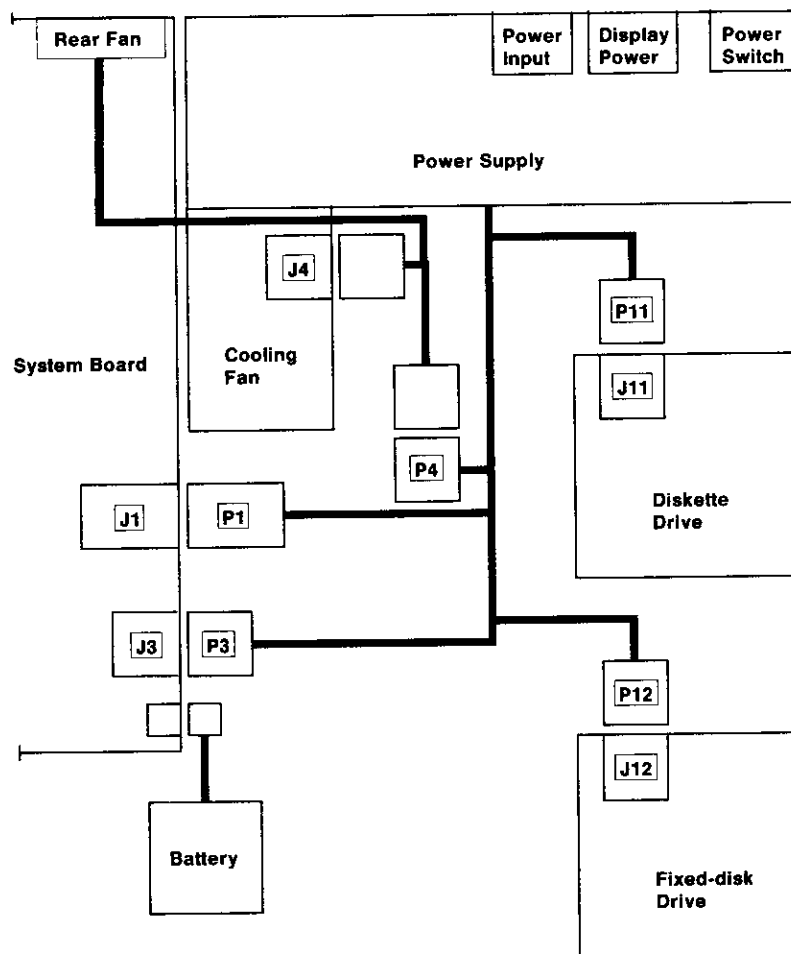 Rear Fan
Power
Input
Display
Power
Power
Switch
Power Supply
J4
P11
System Board
Cooling
Fan
J11
P4
J1
P1
Diskette
Drive
J3
P3
P12
J12
Battery
Fixed-disk
Drive